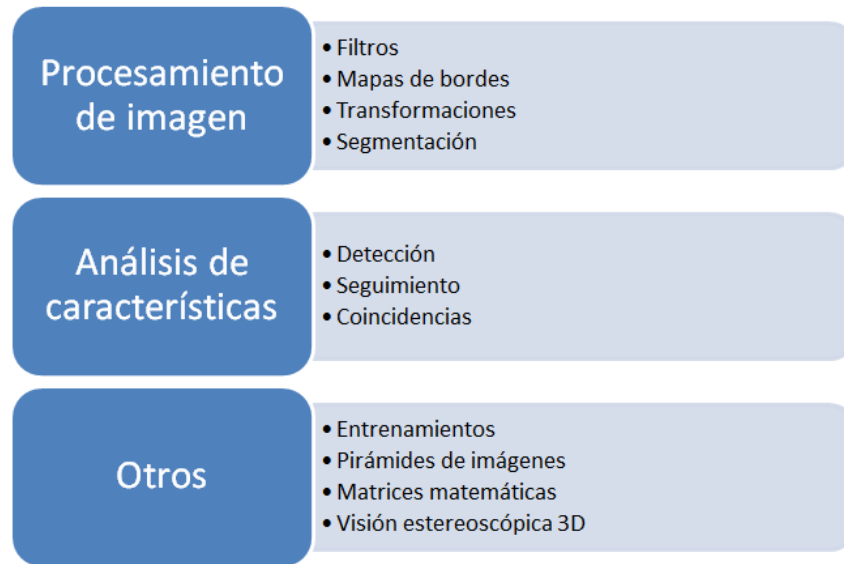 Procesamiento
de imagen
• Filtros
• Mapas de bordes
• Transformaciones
• Segmentación
Análisis de
características
• Detección
• Seguimiento
• Coincidencias
Otros
• Entrenamientos
• Pirámides de imágenes
• Matrices matemáticas
• Visión estereoscópica 3D